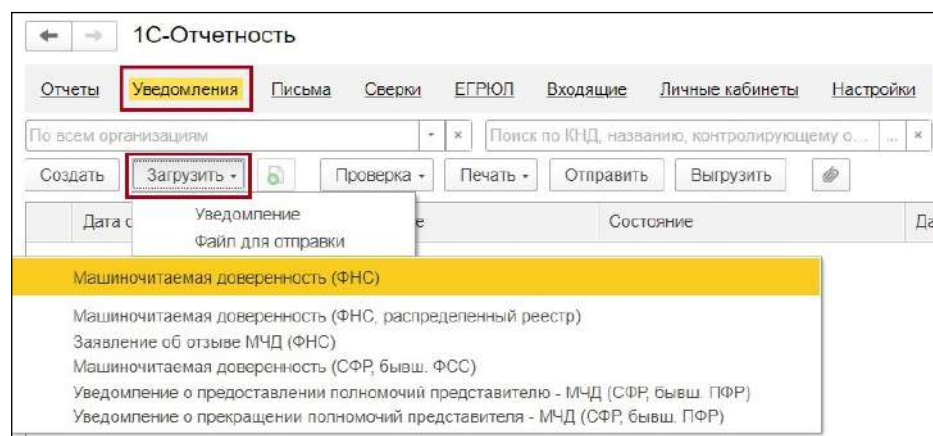 1С-Отчетность
Отчеты Уведомления Письма Сверки ЕГРЮЛ Входящие Личные кабинеты Настройки
По всем организациям Поиск по КНД, названию, контролирующему о...
Создать Загрузить Проверка Печать Отправить Выгрузить
Дата с е Состояние Да
Уведомление
Файл для отправки
Машиночитаемая доверенность (ФНС)
Машиночитаемая доверенность (ФНС, распределенный реестр)
Заявление об отзыве МЧД (ФНС)
Машиночитаемая доверенность (СФР, бывш. ФСС)
Уведомление о предоставлении полномочий представителю - МЧД (СФР, бывш. ПФР)
Уведомление о прекращении полномочий представителя - МЧД (СФР, бывш. ПФР)